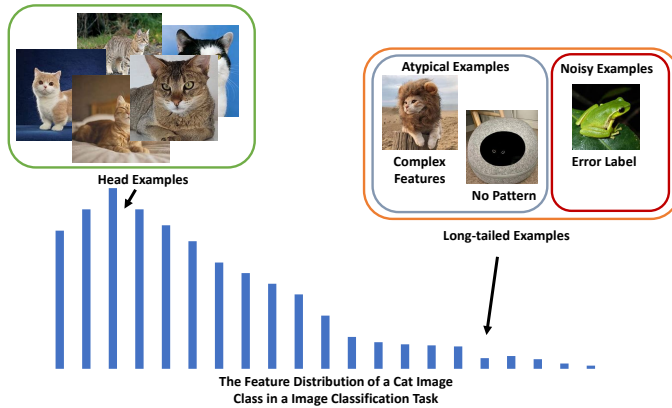 Atypical Examples
Noisy Examples
Complex
Features
Error Label
No Pattern
Head Examples
Long-tailed Examples
The Feature Distribution of a Cat Image
Class in a Image Classification Task